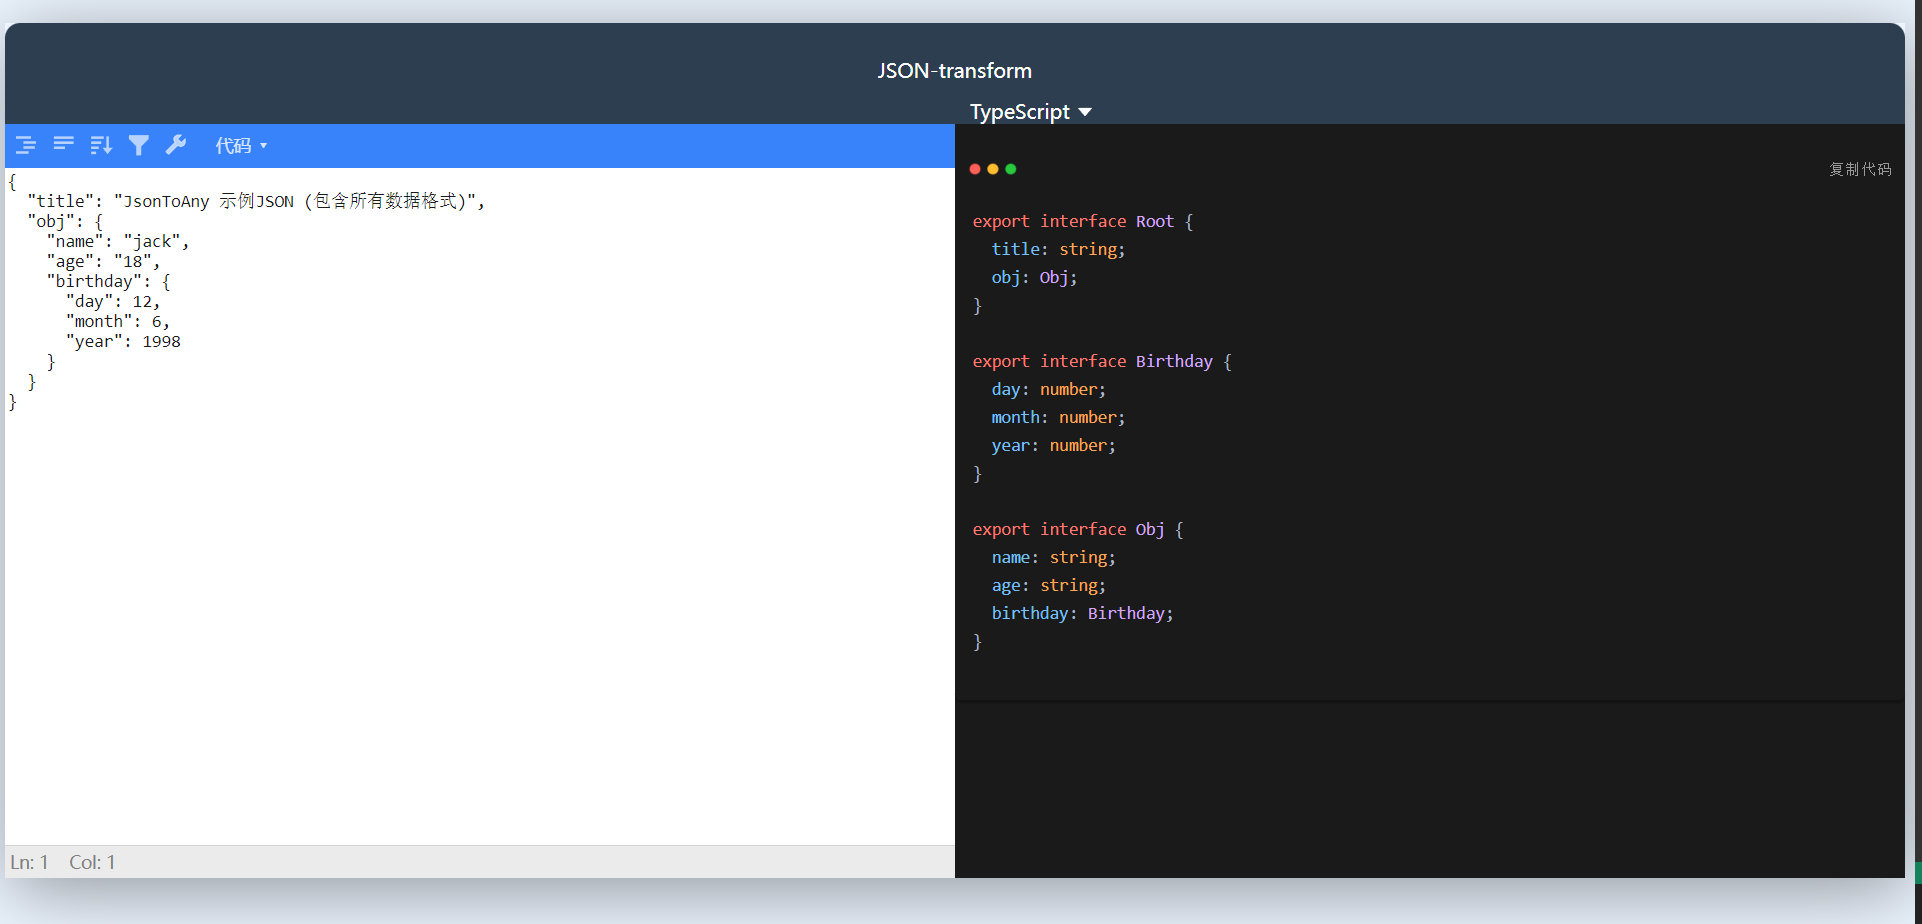 JSON-transform
TypeScript
代码
{
  "title": "JsonToAny 示例JSON (包含所有数据格式)",
  "obj": {
    "name": "jack",
    "age": "18",
    "birthday": {
      "day": 12,
      "month": 6,
      "year": 1998
    }
  }
}
Ln: 1 Col: 1
复制代码
export interface Root {
  title: string;
  obj: Obj;
}

export interface Birthday {
  day: number;
  month: number;
  year: number;
}

export interface Obj {
  name: string;
  age: string;
  birthday: Birthday;
}